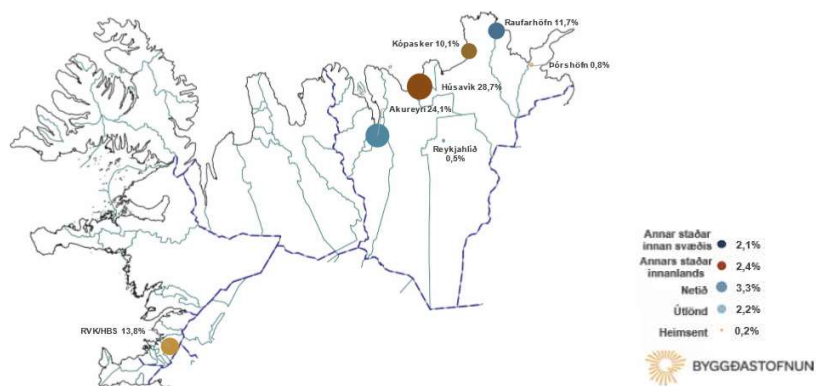 Raufarhöfn 11,7%
Kópasker 10,1%
Þórshöfn 0,8%
Húsavík 28,7%
Akureyri 24,1%
Reykjahlíð
0,5%
RVK/HBS 13,8%
Annar staðar
innan svæðis 2,1%
Annars staðar
innanlands 2,4%
Netið 3,3%
Útlönd 2,2%
Heimsent 0,2%
BYGGÐASTOFNUN